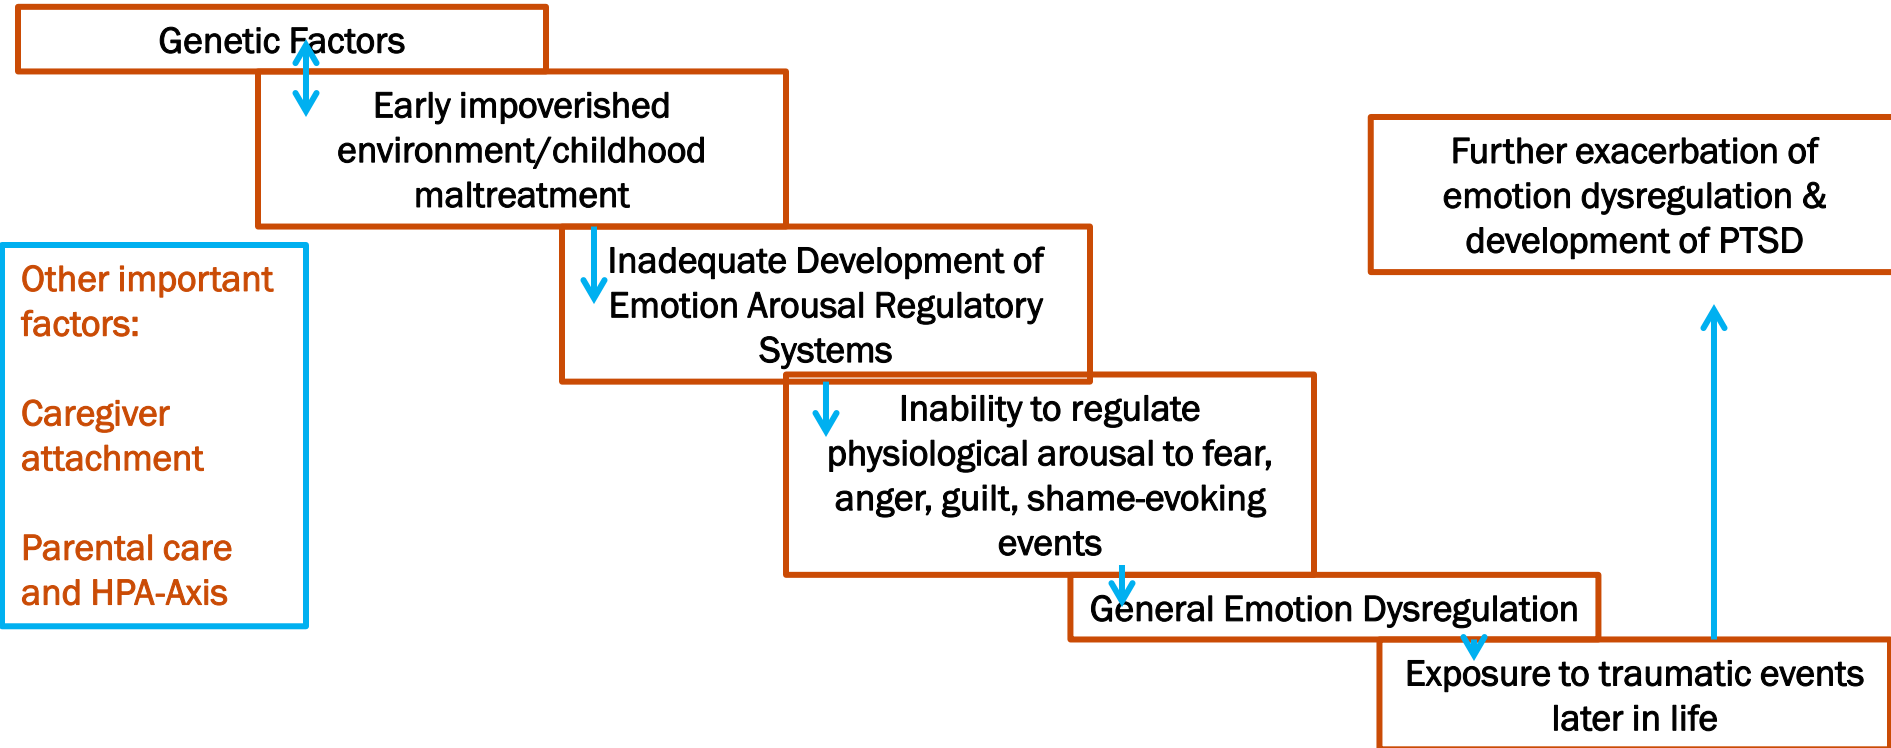 Genetic Factors
Early impoverished
environment/childhood
maltreatment
Inadequate Development of
Emotion Arousal Regulatory
Systems
Inability to regulate
physiological arousal to fear,
anger, guilt, shame-evoking
events
General Emotion Dysregulation
Exposure to traumatic events
later in life
Further exacerbation of
emotion dysregulation &
development of PTSD
Other important
factors:
Caregiver
attachment
Parental care
and HPA-Axis